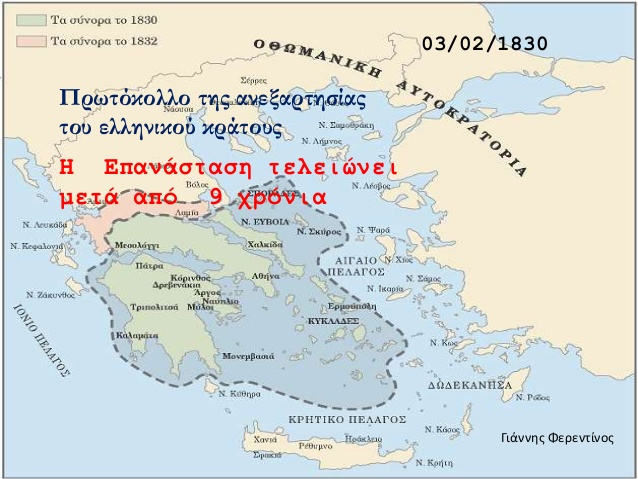 Τα σύνορα το 1830
Τα σύνορα το 1832
03/02/1830
ΟΘΩΜΑΝΙΚΗ ΑΥΤΟΚΡΑΤΟΡΙΑ
Σέρρες
Πρωτόκολλο της ανεξαρτησίας
Νάουσα
του ελληνικού κράτους
Ν. Σαμοθράκη
Ν. Λήμνος
Η Επανάσταση τελειώνει
μετά από 9 χρόνια
Βόλος
Ν. Λέσβος
ΣΠΟΡΑΔΕΣ
Λαμία
Ν. Λευκάδα
Ν. ΕΥΒΟΙΑ
Ν. Σκύρος
Ν. Ψαρά
Ν. Κεφαλονιά
Μεσολόγγι
Χαλκίδα
ΑΙΓΑΙΟ
ΠΕΛΑΓΟΣ
Ν. Χίος
Πάτρα
Αθήνα
Ν. Σάμος
Κόρινθος
Δρεβενάκια
Ν. Ικαρία
Ν. Ζάκυνθος
Άργος
Ναύπλιο
Τριπολιτσά
Μύλοι
Ερμούπολη
ΙΟΝΙΟ ΠΕΛΑΓΟΣ
ΚΥΚΛΑΔΕΣ
Καλαμάτα
Ν. Κως
Μονεμβασιά
ΔΩΔΕΚΑΝΗΣΑ
Ν. Κύθηρα
Ν. Ρόδος
ΚΡΗΤΙΚΟ ΠΕΛΑΓΟΣ
Ν. Κάσος
Χανιά
Ρέθυμνο
Ηράκλειο
Γιάννης Φερεντίνος
Σφακιά
Ν. Κρήτη